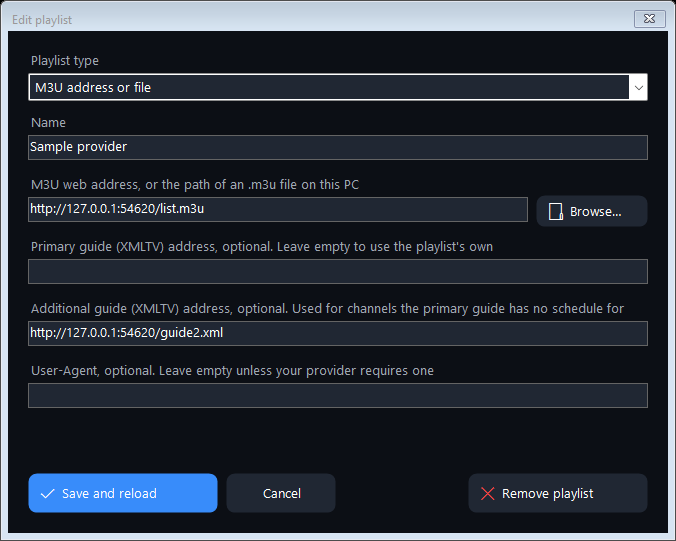 Edit playlist
Playlist type
M3U address or file
Name
Sample provider
M3U web address, or the path of an .m3u file on this PC
http://127.0.0.1:54620/list.m3u
Browse...
Primary guide (XMLTV) address, optional. Leave empty to use the playlist's own
Additional guide (XMLTV) address, optional. Used for channels the primary guide has no schedule for
http://127.0.0.1:54620/guide2.xml
User-Agent, optional. Leave empty unless your provider requires one
Save and reload
Cancel
Remove playlist